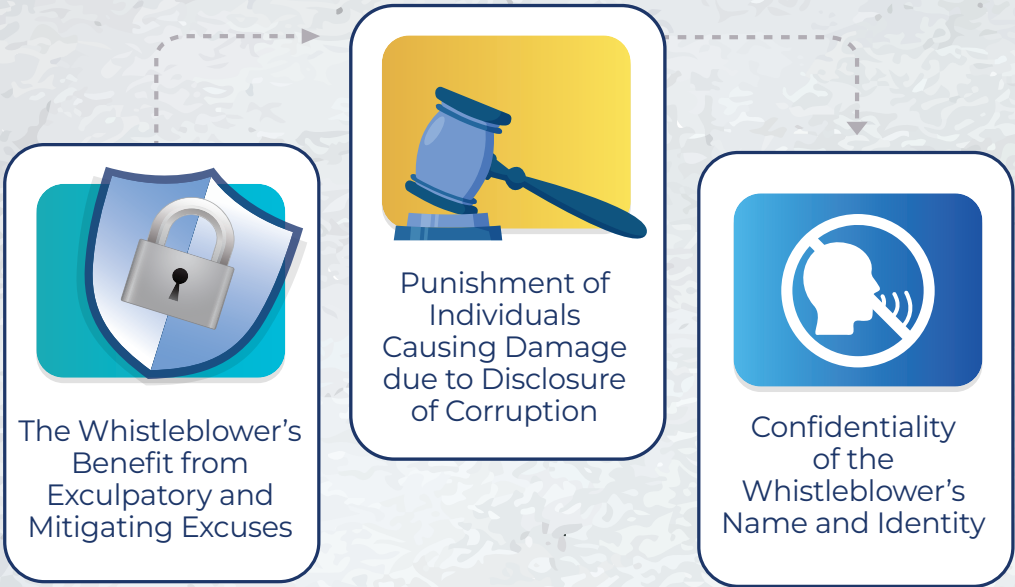 The Whistleblower's
Benefit from
Exculpatory and
Mitigating Excuses
Punishment of
Individuals
Causing Damage
due to Disclosure
of Corruption
Confidentiality
of the
Whistleblower's
Name and Identity